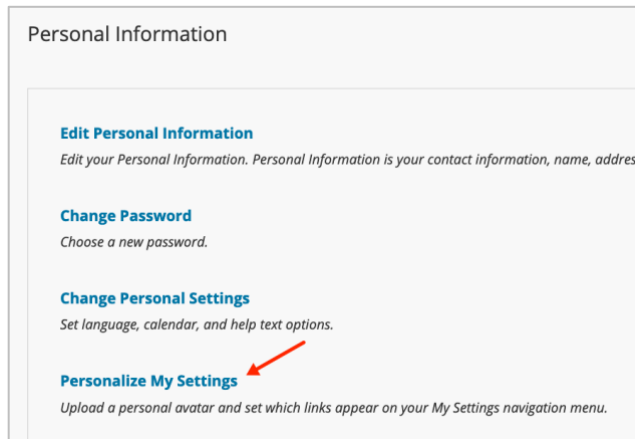 Personal Information
Edit Personal Information
Edit your Personal Information. Personal Information is your contact information, name, addres
Change Password
Choose a new password.
Change Personal Settings
Set language, calendar, and help text options.
Personalize My Settings
Upload a personal avatar and set which links appear on your My Settings navigation menu.